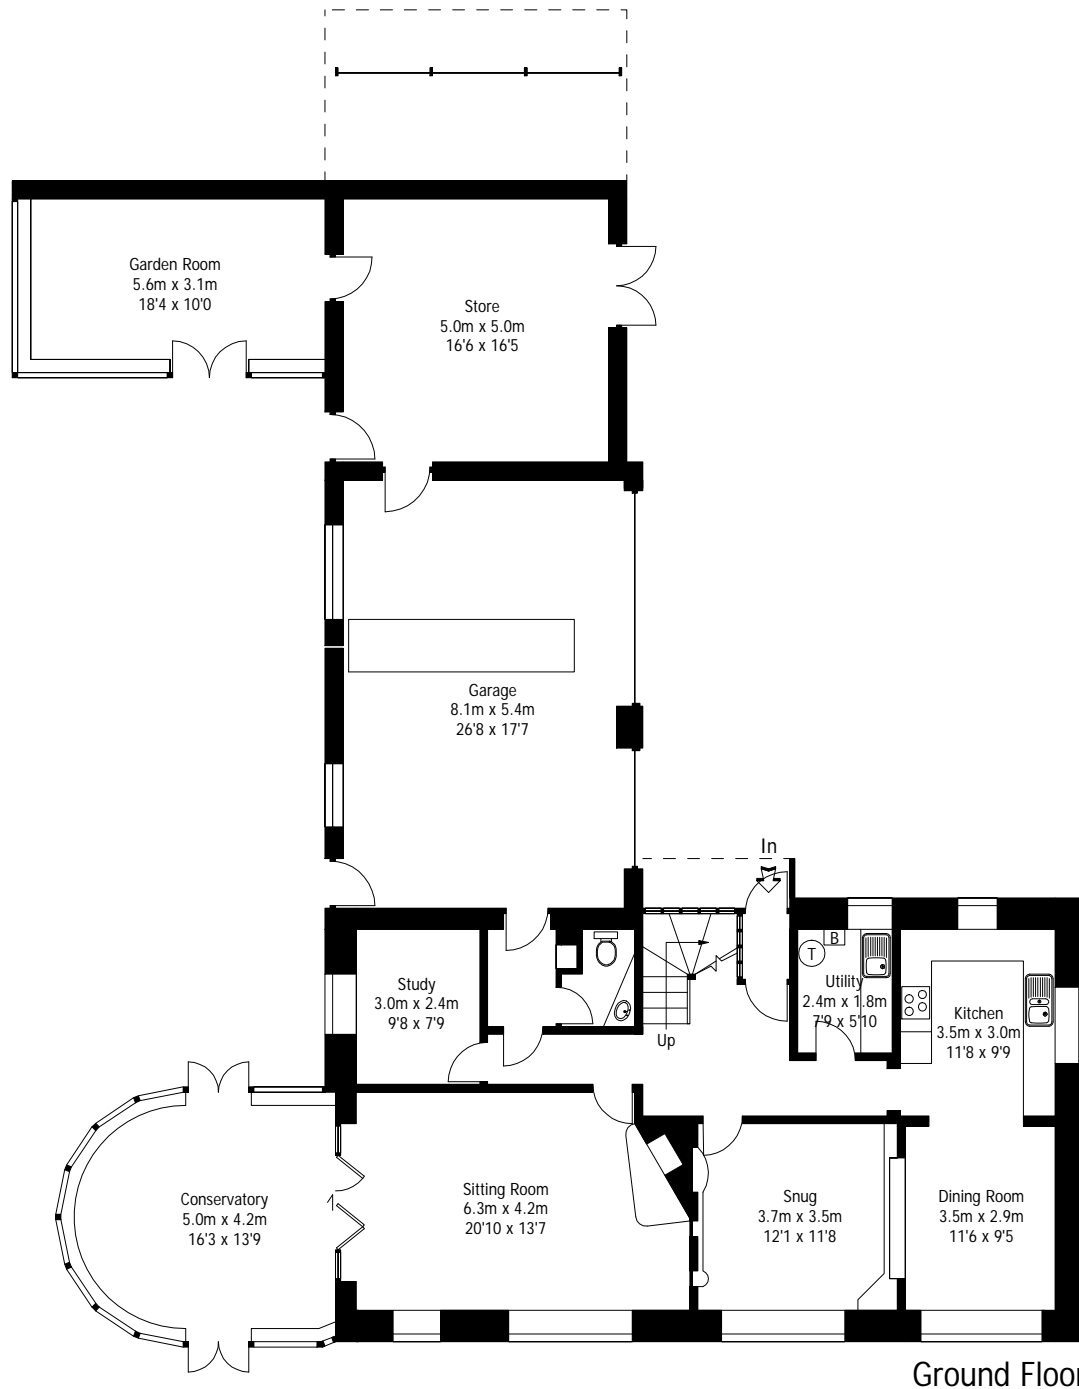 Garden Room
5.6m x 3.1m
18'4 x 10'0
Store
5.0m x 5.0m
16'6 x 16'5
Garage
8.1m x 5.4m
26'8 x 17'7
In
B
T
Utility
2.4m x 1.8m
7'9 x 5'10
Study
3.0m x 2.4m
9'8 x 7'9
Kitchen
3.5m x 3.0m
11'8 x 9'9
Up
Conservatory
5.0m x 4.2m
16'3 x 13'9
Sitting Room
6.3m x 4.2m
20'10 x 13'7
Snug
3.7m x 3.5m
12'1 x 11'8
Dining Room
3.5m x 2.9m
11'6 x 9'5
Ground Floor